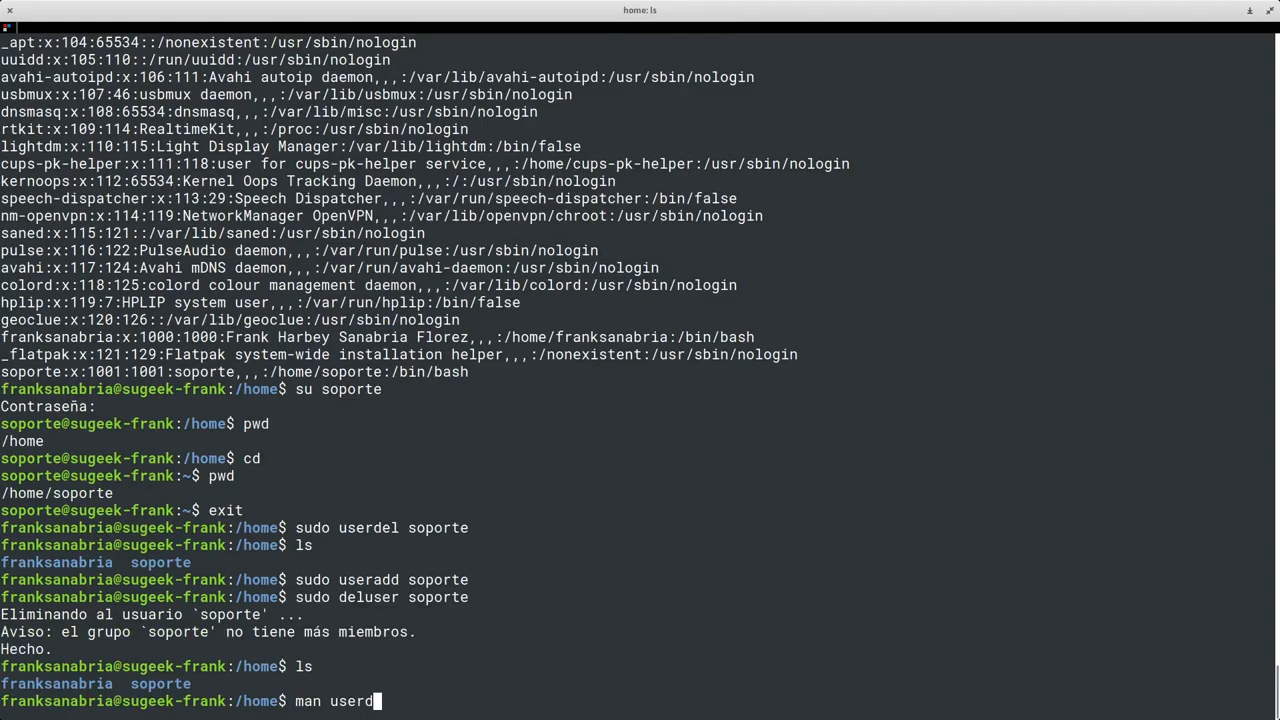 home: ls
_apt:x:104:65534::/nonexistent:/usr/sbin/nologin
uuidd:x:105:110::/run/uuidd:/usr/sbin/nologin
avahi-autoipd:x:106:111:Avahi autoip daemon,,,:/var/lib/avahi-autoipd:/usr/sbin/nologin
usbmux:x:107:46:usbmux daemon,,,:/var/lib/usbmux:/usr/sbin/nologin
dnsmasq:x:108:65534:dnsmasq,,,:/var/lib/misc:/usr/sbin/nologin
rtkit:x:109:114:RealtimeKit,,,:/proc:/usr/sbin/nologin
lightdm:x:110:115:Light Display Manager:/var/lib/lightdm:/bin/false
cups-pk-helper:x:111:118:user for cups-pk-helper service,,,:/home/cups-pk-helper:/usr/sbin/nologin
kernoops:x:112:65534:Kernel Oops Tracking Daemon,,,:/:/usr/sbin/nologin
speech-dispatcher:x:113:29:Speech Dispatcher,,,:/var/run/speech-dispatcher:/bin/false
nm-openvpn:x:114:119:NetworkManager OpenVPN,,,:/var/lib/openvpn/chroot:/usr/sbin/nologin
saned:x:115:121::/var/lib/saned:/usr/sbin/nologin
pulse:x:116:122:PulseAudio daemon,,,:/var/run/pulse:/usr/sbin/nologin
avahi:x:117:124:Avahi mDNS daemon,,,:/var/run/avahi-daemon:/usr/sbin/nologin
colord:x:118:125:colord colour management daemon,,,:/var/lib/colord:/usr/sbin/nologin
hplip:x:119:7:HPLIP system user,,,:/var/run/hplip:/bin/false
geoclue:x:120:126::/var/lib/geoclue:/usr/sbin/nologin
franksanabria:x:1000:1000:Frank Harbey Sanabria Florez,,,:/home/franksanabria:/bin/bash
_flatpak:x:121:129:Flatpak system-wide installation helper,,,:/nonexistent:/usr/sbin/nologin
soporte:x:1001:1001:soporte,,,:/home/soporte:/bin/bash
franksanabria@sugeek-frank:/home$ su soporte
Contraseña:
soporte@sugeek-frank:/home$ pwd
/home
soporte@sugeek-frank:/home$ cd
soporte@sugeek-frank:~$ pwd
/home/soporte
soporte@sugeek-frank:~$ exit
franksanabria@sugeek-frank:/home$ sudo userdel soporte
franksanabria@sugeek-frank:/home$ ls
franksanabria  soporte
franksanabria@sugeek-frank:/home$ sudo useradd soporte
franksanabria@sugeek-frank:/home$ sudo deluser soporte
Eliminando al usuario `soporte' ...
Aviso: el grupo `soporte' no tiene más miembros.
Hecho.
franksanabria@sugeek-frank:/home$ ls
franksanabria  soporte
franksanabria@sugeek-frank:/home$ man userd